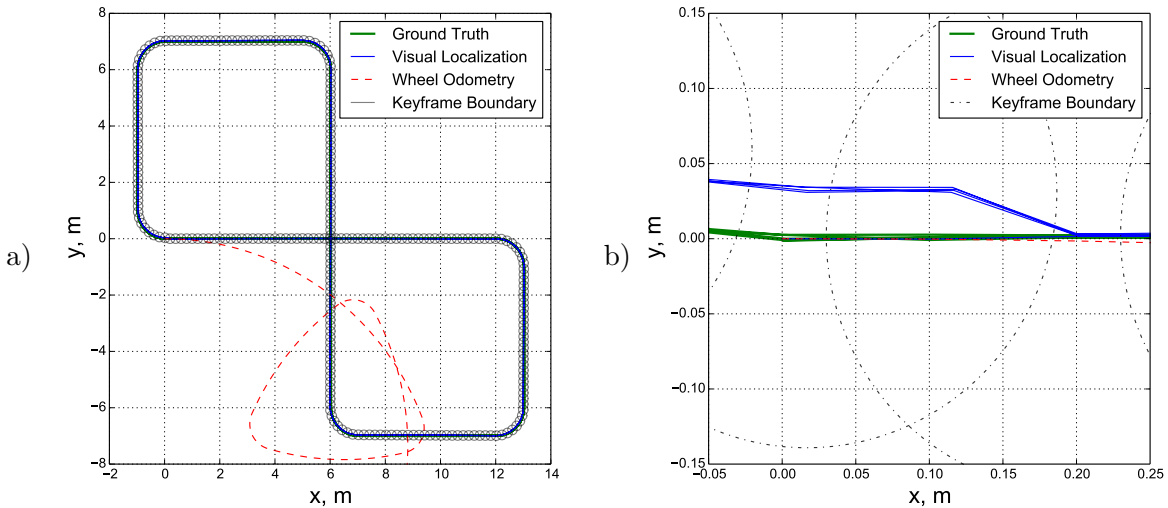 a)
y, m
8
6
4
2
0
−2
−4
−6
−8
−2 0 2 4 6 8 10 12 14
x, m
Ground Truth
Visual Localization
Wheel Odometry
Keyframe Boundary
b)
y, m
0.15
0.10
0.05
0.00
−0.05
−0.10
−0.15
−0.05 0.00 0.05 0.10 0.15 0.20 0.25
x, m
Ground Truth
Visual Localization
Wheel Odometry
Keyframe Boundary